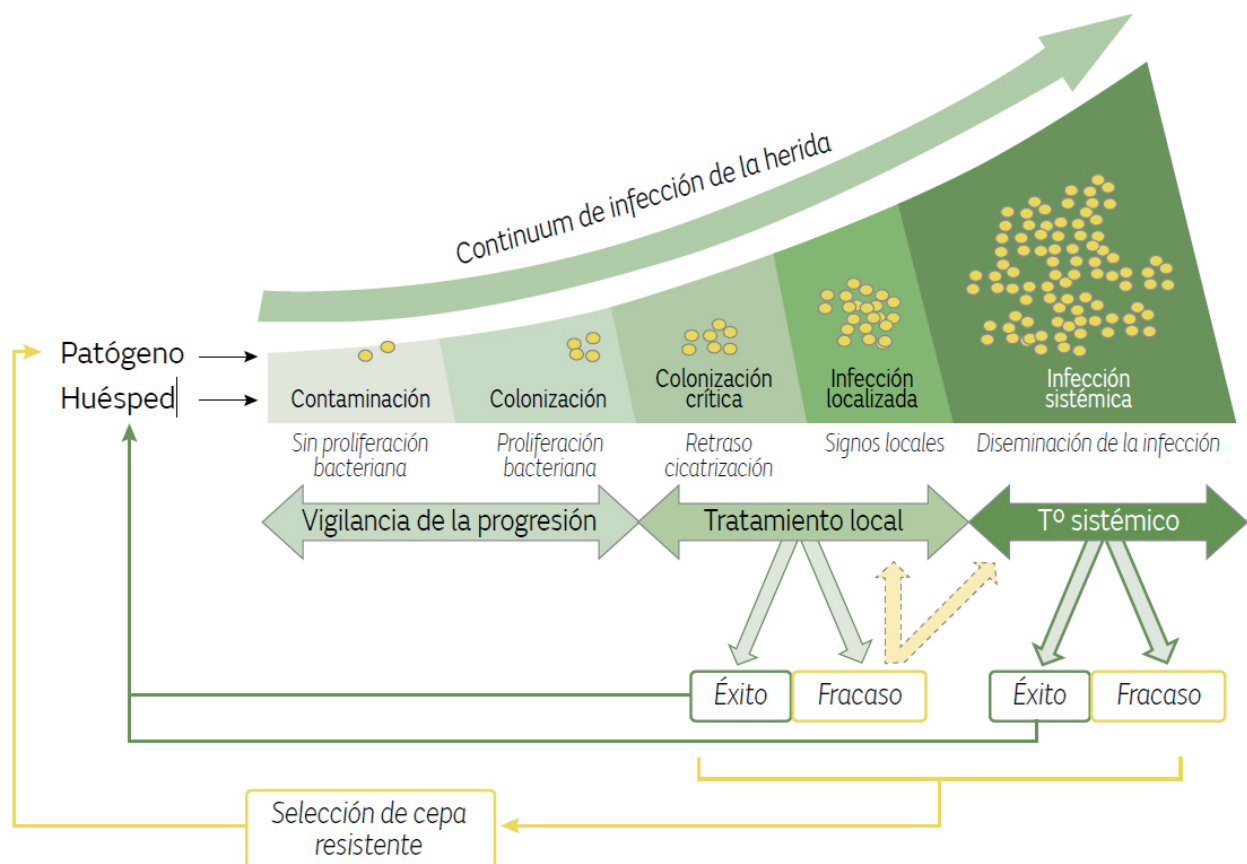 Continuum de infección de la herida
Patógeno
Huésped
Contaminación
Colonización
Colonización
crítica
Infección
localizada
Infección
sistémica
Sin proliferación
bacteriana
Proliferación
bacteriana
Retraso
cicatrización
Signos locales
Diseminación de la infección
Vigilancia de la progresión
Tratamiento local
Tº sistémico
Éxito
Fracaso
Éxito
Fracaso
Selección de cepa
resistente